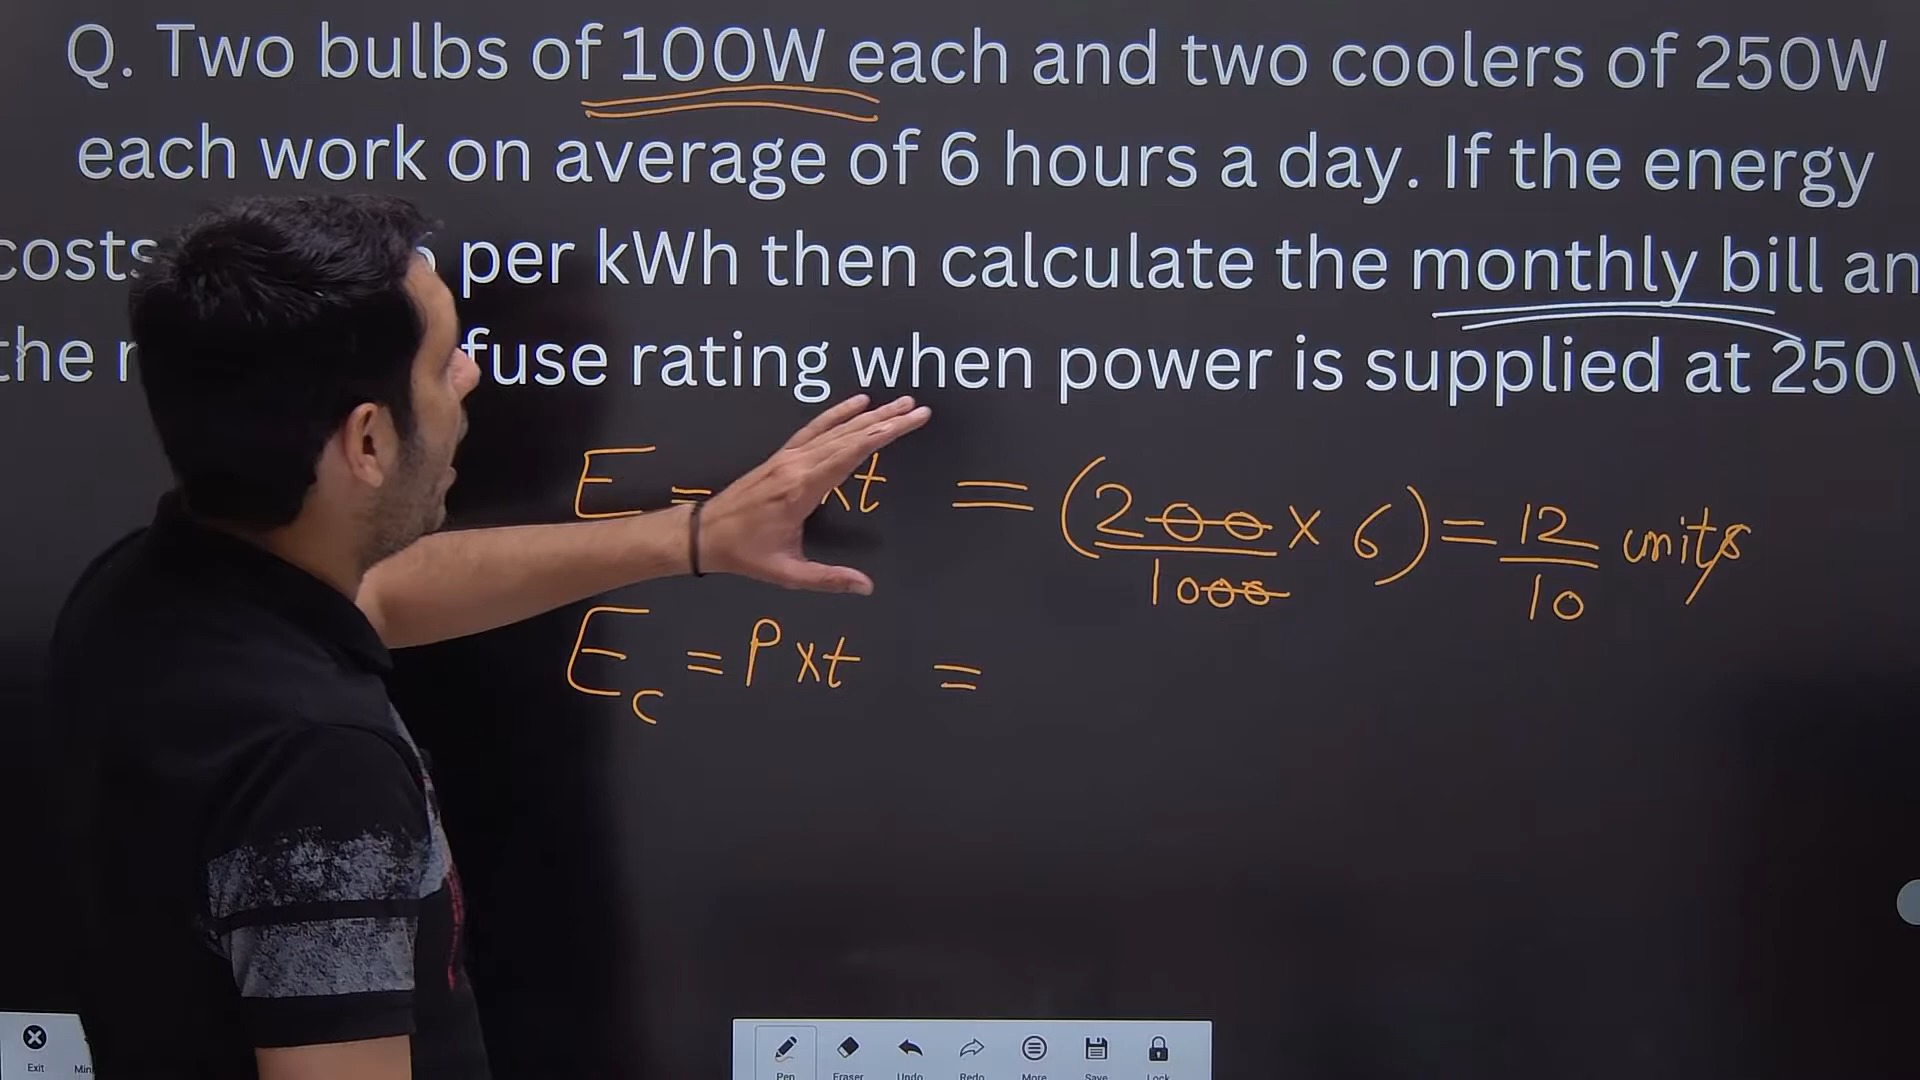 Q. Two bulbs of 100W each and two coolers of 250W
each work on average of 6 hours a day. If the energy
costs per kWh then calculate the monthly bill an
the fuse rating when power is supplied at 250V
E = xt = (200/1000 × 6) = 12/10 units
E_C = P xt =
Exit
Pen Eraser Undo Redo More Save Lock